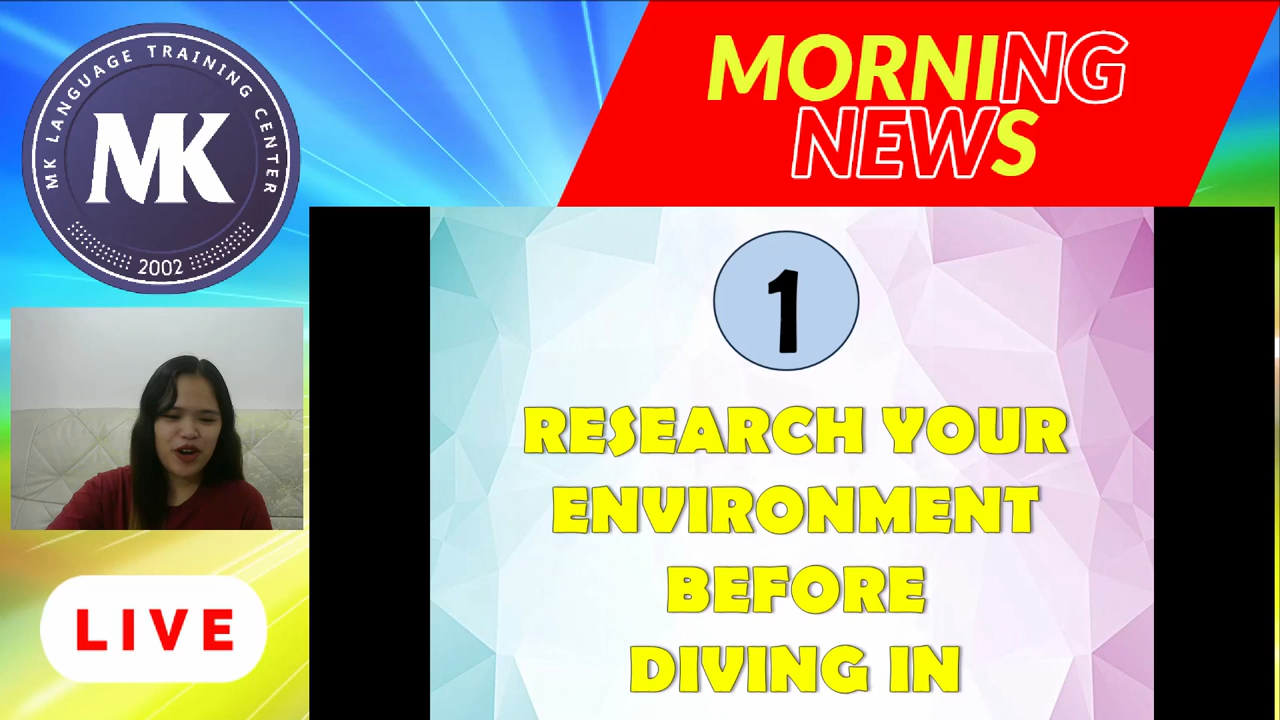 MK LANGUAGE TRAINING CENTER
MK
2002
MORNING
NEWS
1
RESEARCH YOUR
ENVIRONMENT
BEFORE
DIVING IN
LIVE